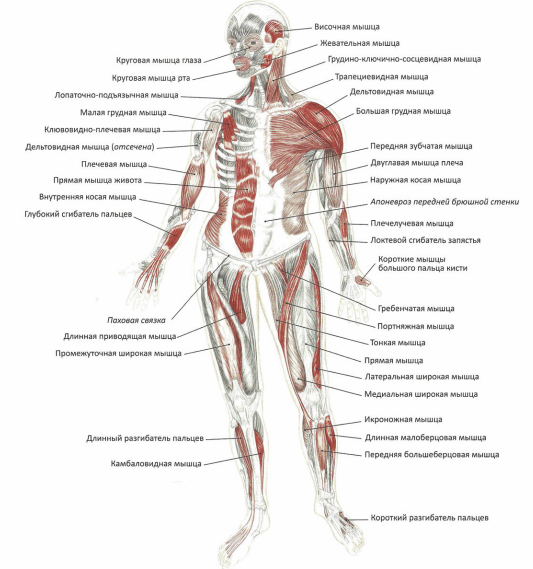 Височная мышца
Жевательная мышца
Грудино-ключично-сосцевидная мышца
Трапециевидная мышца
Дельтовидная мышца
Большая грудная мышца
Передняя зубчатая мышца
Двуглавая мышца плеча
Наружная косая мышца
Апоневроз передней брюшной стенки
Плечелучевая мышца
Локтевой сгибатель запястья
Короткие мышцы
большого пальца кисти
Гребенчатая мышца
Портняжная мышца
Тонкая мышца
Прямая мышца
Латеральная широкая мышца
Медиальная широкая мышца
Икроножная мышца
Длинная малоберцовая мышца
Передняя большеберцовая мышца
Короткий разгибатель пальцев
Круговая мышца глаза
Круговая мышца рта
Лопаточно-подъязычная мышца
Малая грудная мышца
Клювовидно-плечевая мышца
Дельтовидная мышца (отсечена)
Плечевая мышца
Прямая мышца живота
Внутренняя косая мышца
Глубокий сгибатель пальцев
Паховая связка
Длинная приводящая мышца
Промежуточная широкая мышца
Длинный разгибатель пальцев
Камбаловидная мышца